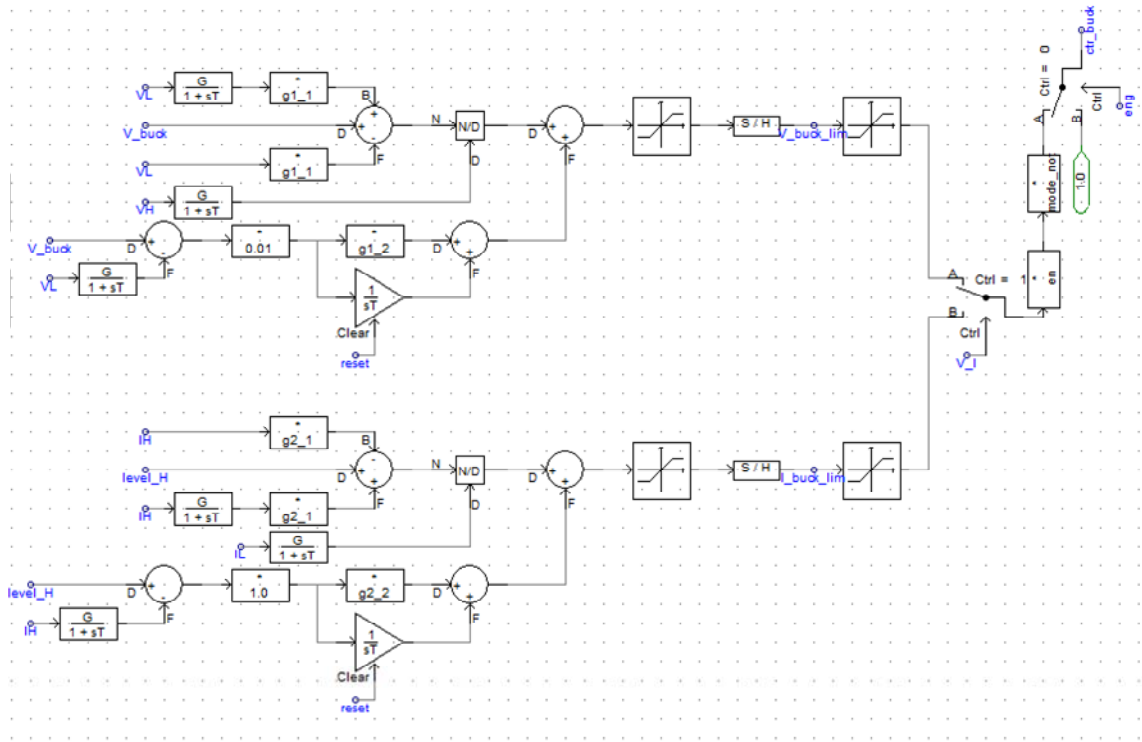 ctr_buck
Ctrl = 0
A
B
Ctrl
eng
mode_not
*
1.0
VL
G
1 + sT
*
g1_1
B
V_buck
D
+
-
+
F
N
N/D
D
D
+
+
F
S / H
V_buck_lim
VL
*
g1_1
VH
G
1 + sT
V_buck
D
+
-
F
*
0.01
*
g1_2
D
+
+
F
VL
G
1 + sT
1
sT
Clear
reset
A
Ctrl = 1
B
Ctrl
V_I
*
en
IH
*
g2_1
B
level_H
D
+
-
+
F
N
N/D
D
D
+
+
F
S / H
I_buck_lim
IH
G
1 + sT
*
g2_1
IL
G
1 + sT
level_H
D
+
-
F
*
1.0
*
g2_2
D
+
+
F
IH
G
1 + sT
1
sT
Clear
reset